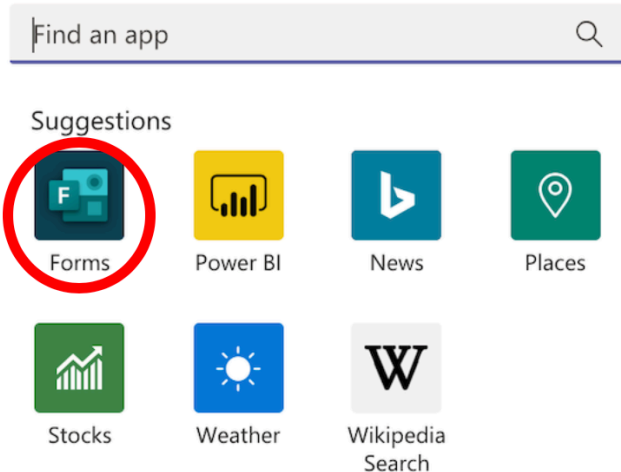 Find an app
Suggestions
F
Forms
Power BI
News
Places
Stocks
Weather
W
Wikipedia
Search